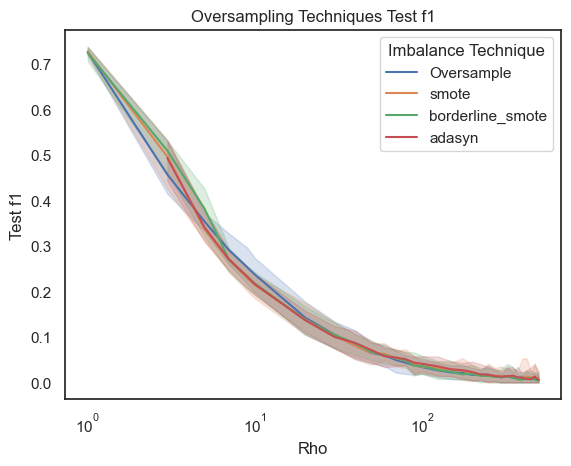 Oversampling Techniques Test f1
Imbalance Technique
Oversample
smote
borderline_smote
adasyn
Test f1
0.7
0.6
0.5
0.4
0.3
0.2
0.1
0.0
10⁰
10¹
10²
Rho